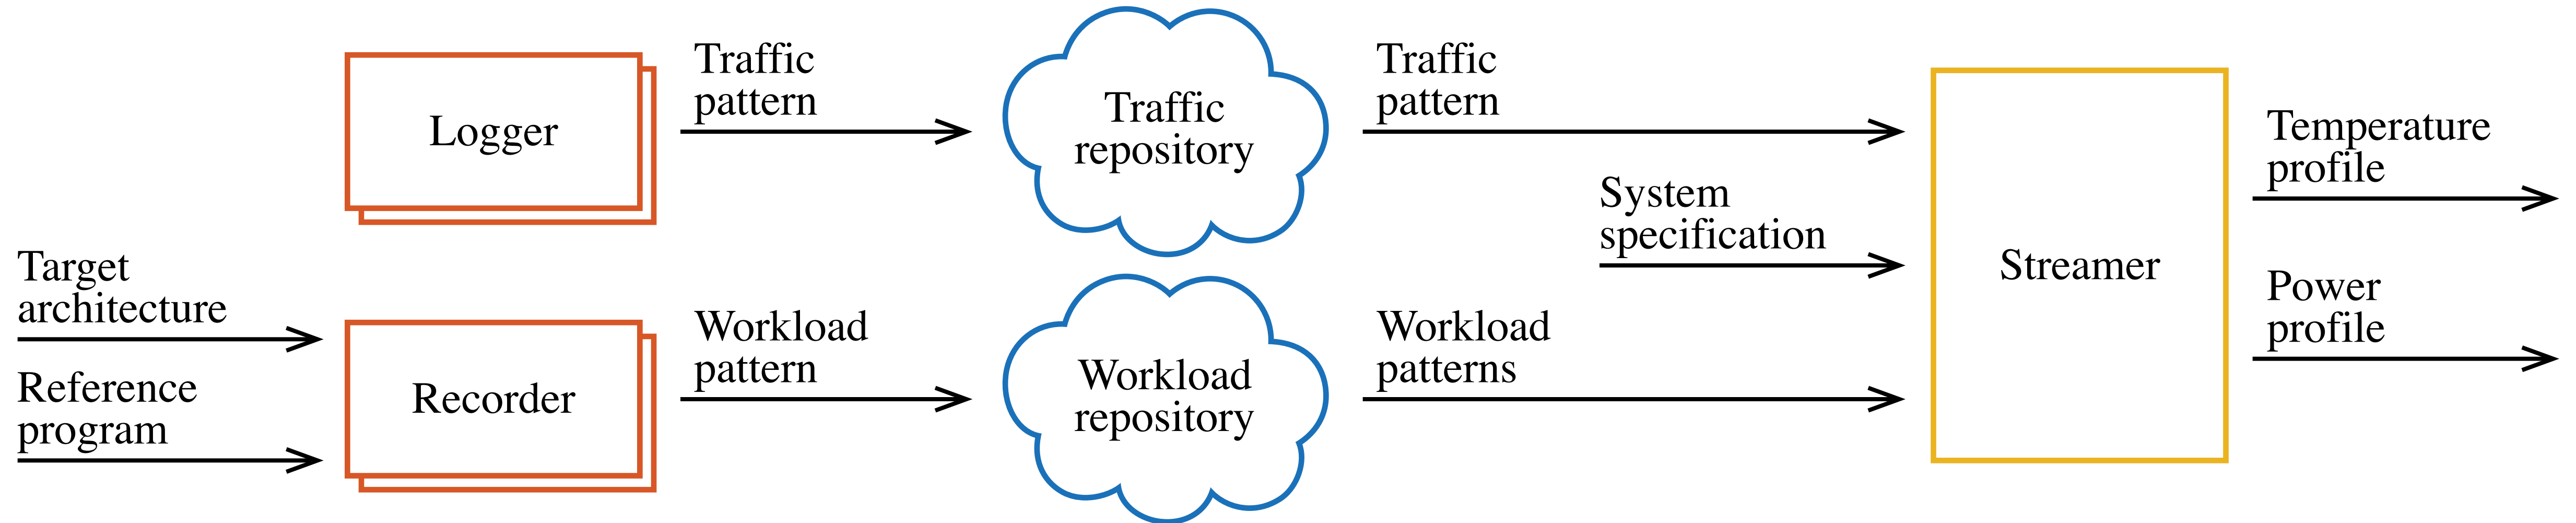 Logger
Traffic
pattern
Traffic
repository
Traffic
pattern
System
specification
Target
architecture
Reference
program
Recorder
Workload
pattern
Workload
repository
Workload
patterns
Streamer
Temperature
profile
Power
profile